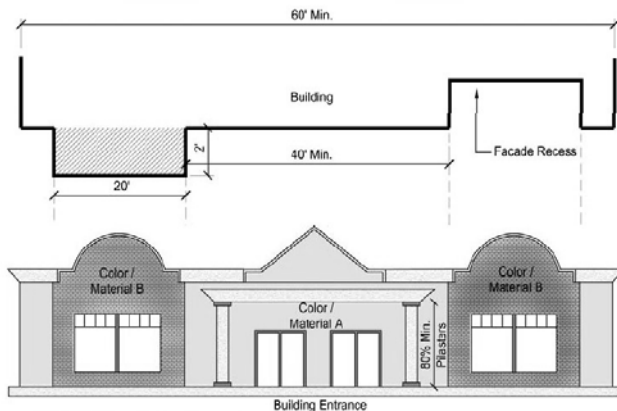 60' Min.
Building
2'
40' Min.
Facade Recess
20'
Color /
Material B
Color /
Material A
80% Min.
Pilasters
Color /
Material B
Building Entrance